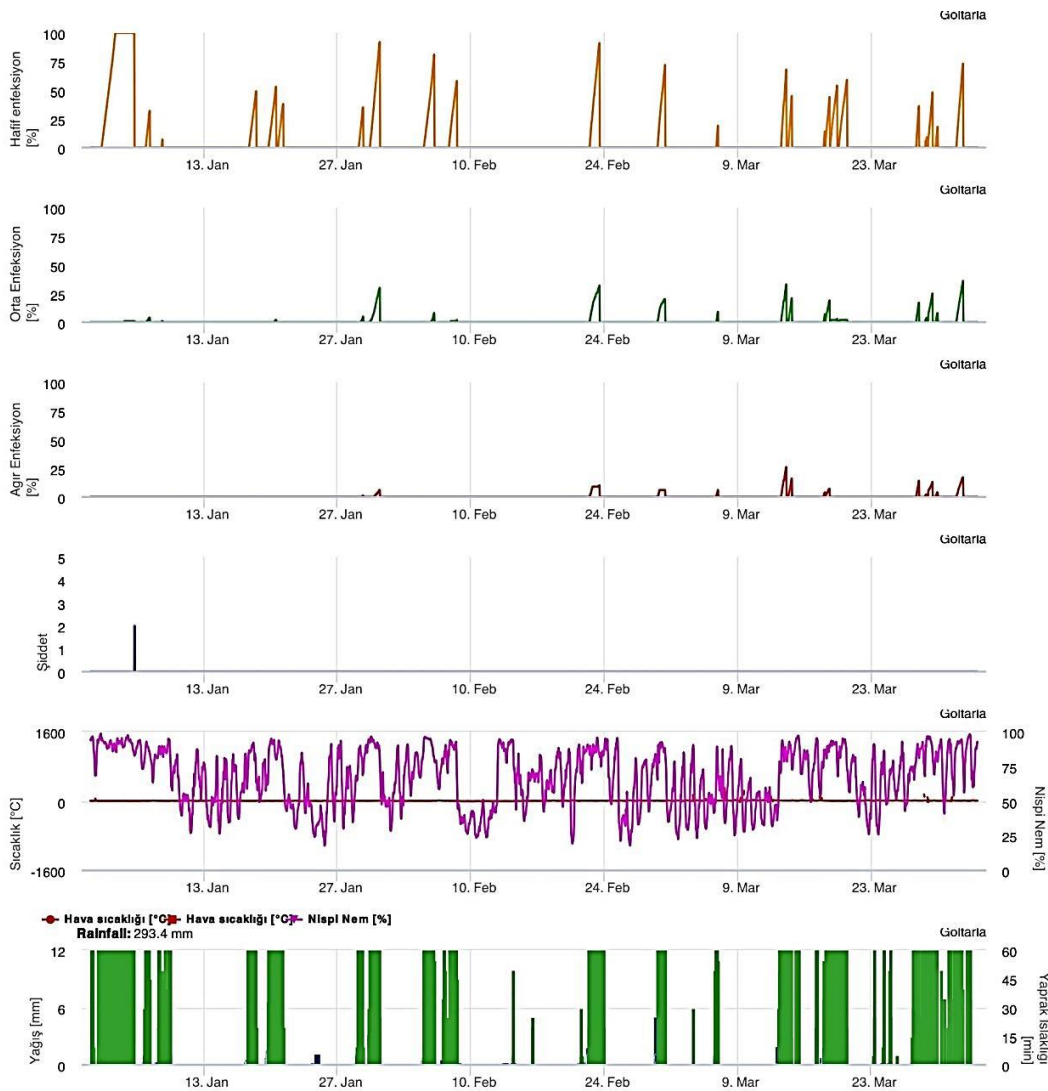 Goltarla
Hafif enfeksiyon
[%]
100
75
50
25
0
13. Jan
27. Jan
10. Feb
24. Feb
9. Mar
23. Mar
Goltarla
Orta Enfeksiyon
[%]
100
75
50
25
0
13. Jan
27. Jan
10. Feb
24. Feb
9. Mar
23. Mar
Goltarla
Agır Enfeksiyon
[%]
100
75
50
25
0
13. Jan
27. Jan
10. Feb
24. Feb
9. Mar
23. Mar
Goltarla
Şiddet
5
4
3
2
1
0
13. Jan
27. Jan
10. Feb
24. Feb
9. Mar
23. Mar
Goltarla
Sıcaklık [°C]
1600
0
-1600
100
75
50
25
0
Nispi Nem [%]
13. Jan
27. Jan
10. Feb
24. Feb
9. Mar
23. Mar
Hava sıcaklığı [°C] Hava sıcaklığı [°C] Nispi Nem [%]
Rainfall: 293.4 mm
Goltarla
Yağış [mm]
12
6
0
60
45
30
15
0
Yaprak ıslaklığı
[min]
13. Jan
27. Jan
10. Feb
24. Feb
9. Mar
23. Mar